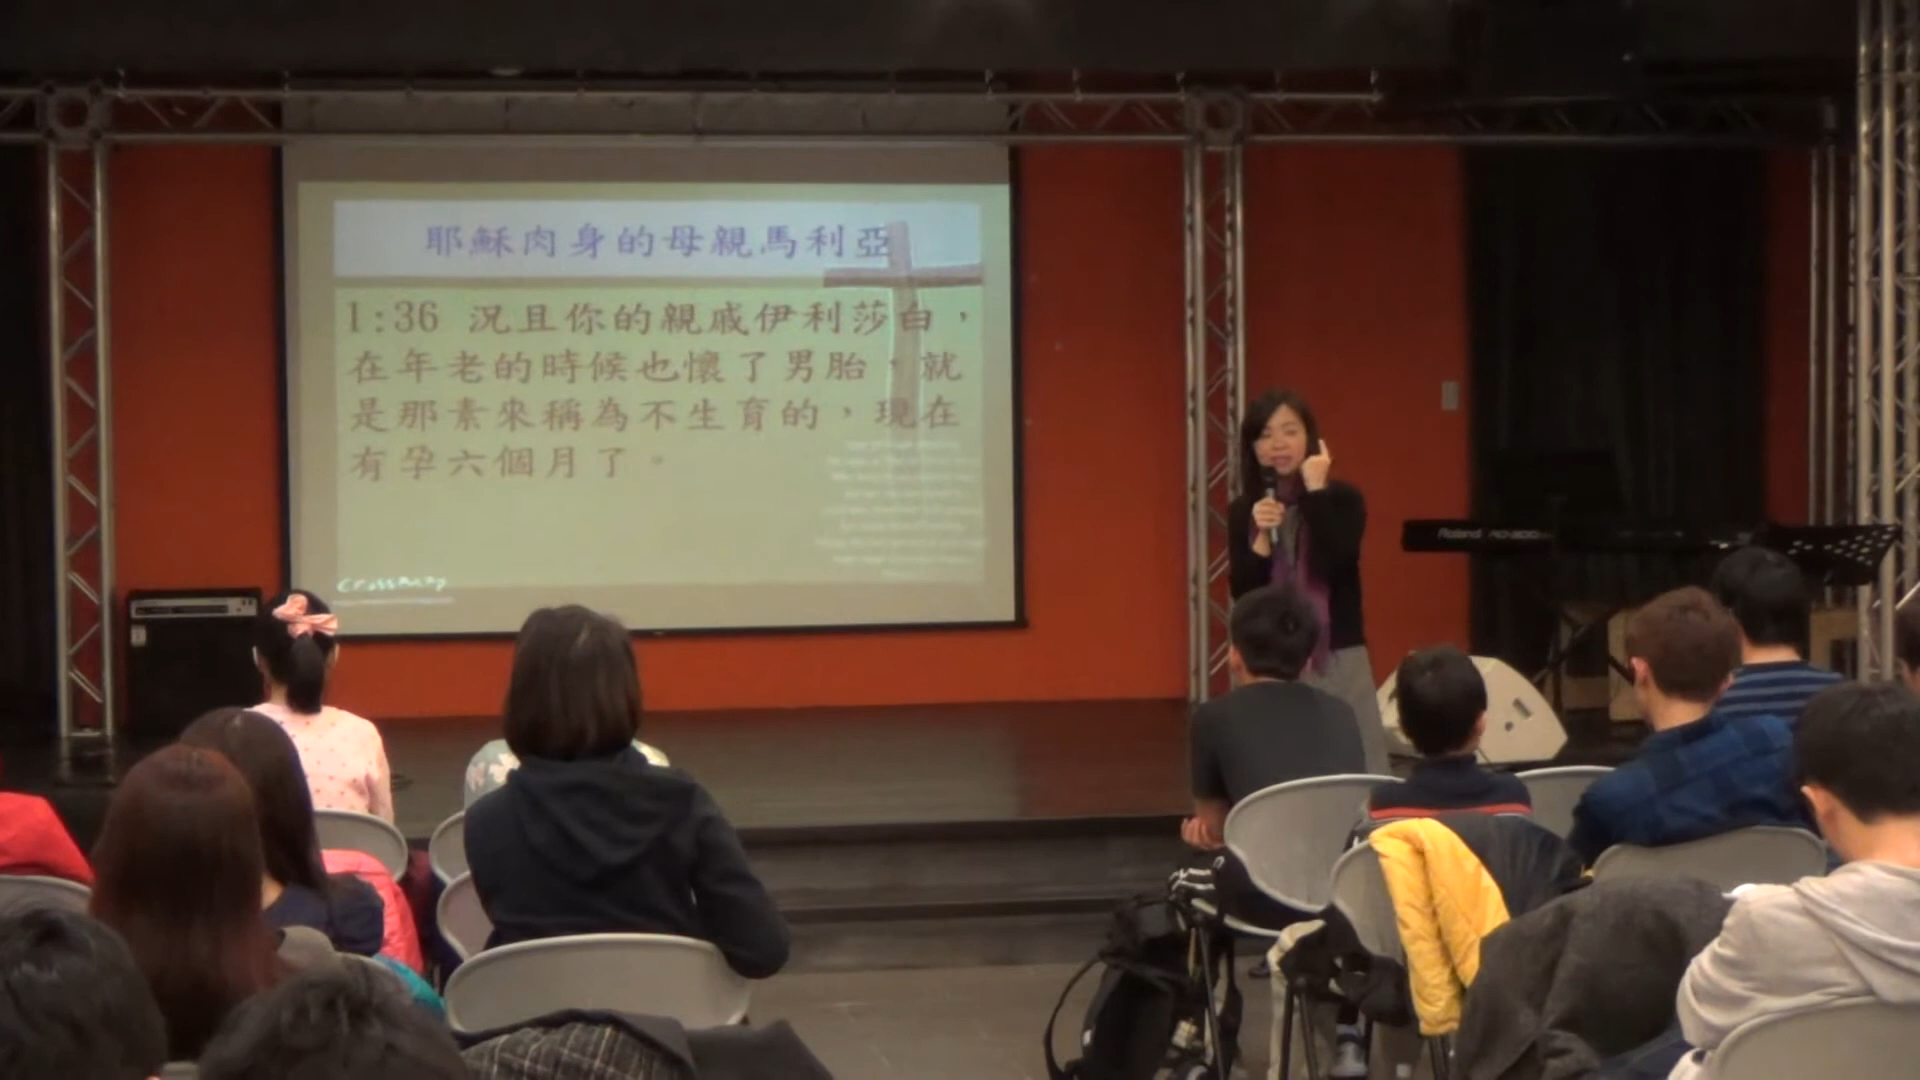 耶穌肉身的母親馬利亞
1:36 況且你的親戚伊利莎白，
在年老的時候也懷了男胎，就
是那素來稱為不生育的，現在
有孕六個月了。
Roland